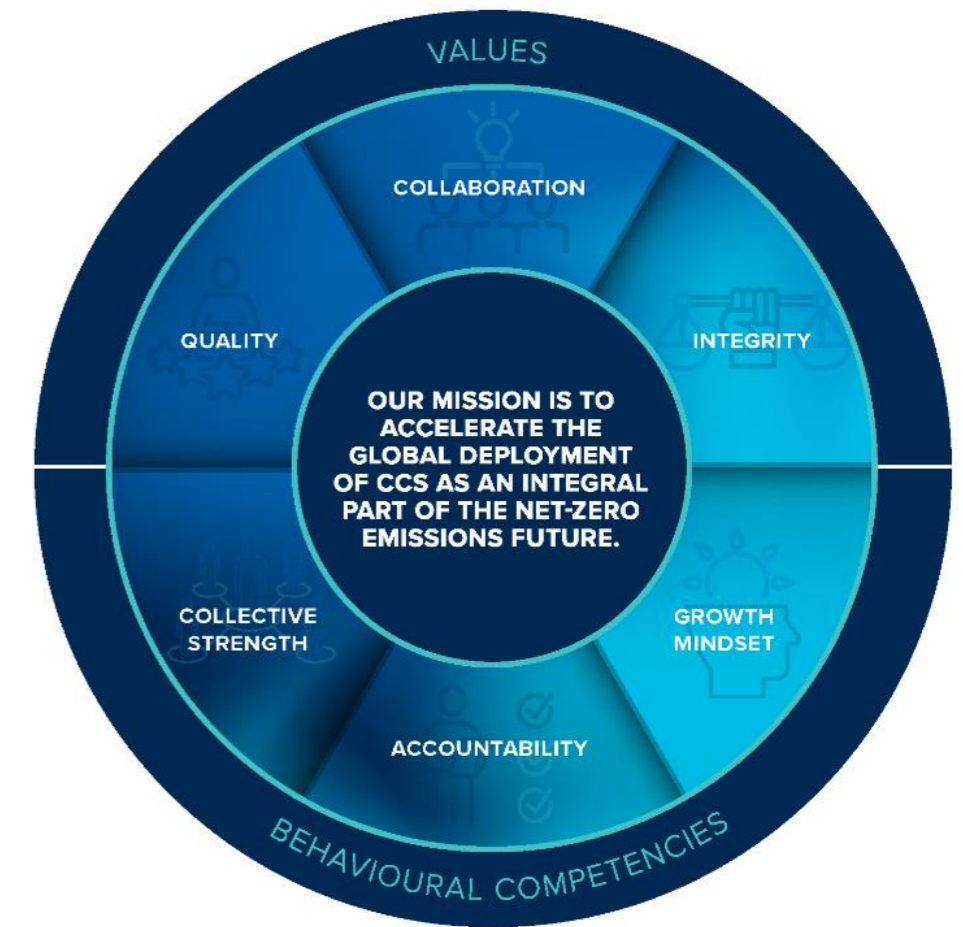 VALUES
COLLABORATION
QUALITY
INTEGRITY
OUR MISSION IS TO
ACCELERATE THE
GLOBAL DEPLOYMENT
OF CCS AS AN INTEGRAL
PART OF THE NET-ZERO
EMISSIONS FUTURE.
COLLECTIVE
STRENGTH
GROWTH
MINDSET
ACCOUNTABILITY
BEHAVIOURAL COMPETENCIES